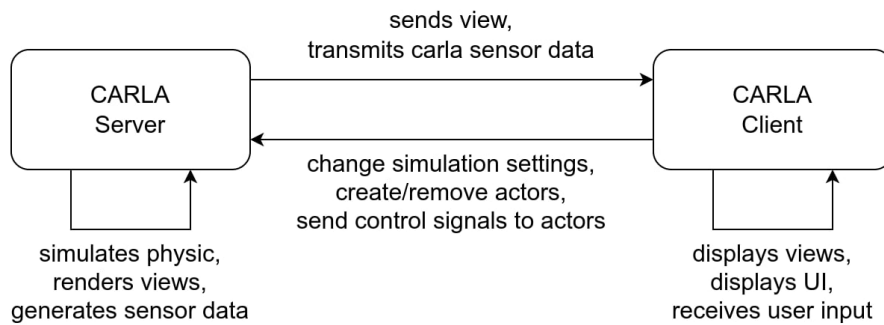 sends view,
transmits carla sensor data
CARLA
Server
CARLA
Client
change simulation settings,
create/remove actors,
send control signals to actors
simulates physic,
renders views,
generates sensor data
displays views,
displays UI,
receives user input